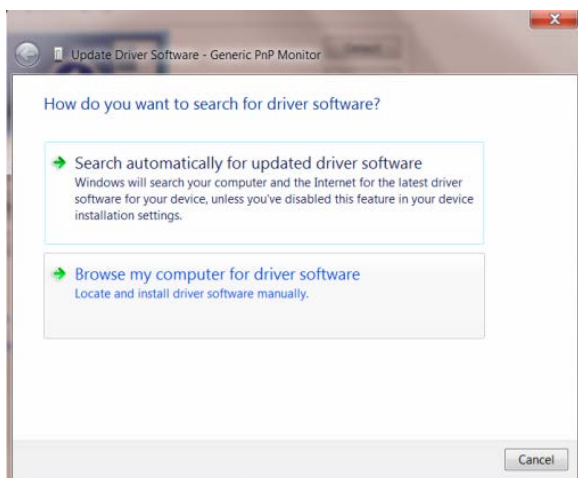 Update Driver Software - Generic PnP Monitor
How do you want to search for driver software?
Search automatically for updated driver software
Windows will search your computer and the Internet for the latest driver
software for your device, unless you've disabled this feature in your device
installation settings.
Browse my computer for driver software
Locate and install driver software manually.
Cancel